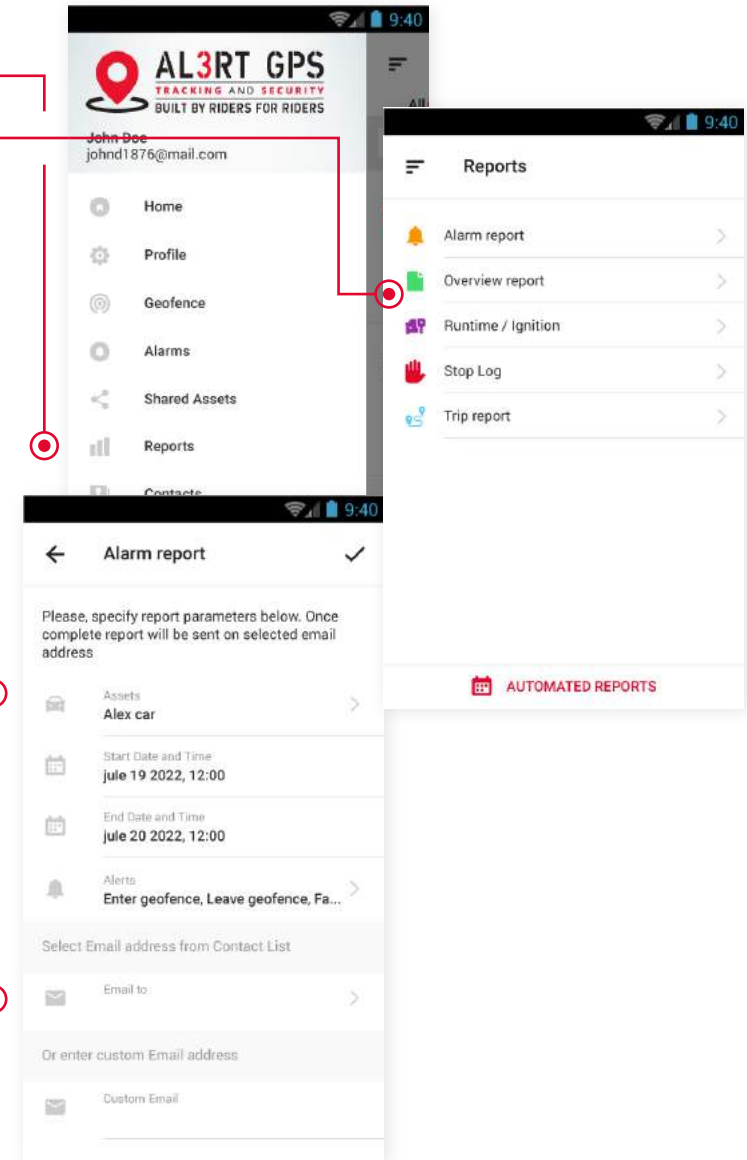 9:40
AL3RT GPS
TRACKING AND SECURITY
BUILT BY RIDERS FOR RIDERS
John Doe
johnd1876@mail.com
Home
Profile
Geofence
Alarms
Shared Assets
Reports
Contacts
All
9:40
Reports
Alarm report
Overview report
Runtime / Ignition
Stop Log
Trip report
AUTOMATED REPORTS
9:40
Alarm report
Please, specify report parameters below. Once
complete report will be sent on selected email
address
Assets
Alex car
Start Date and Time
jule 19 2022, 12:00
End Date and Time
jule 20 2022, 12:00
Alerts
Enter geofence, Leave geofence, Fa...
Select Email address from Contact List
Email to
Or enter custom Email address
Custom Email